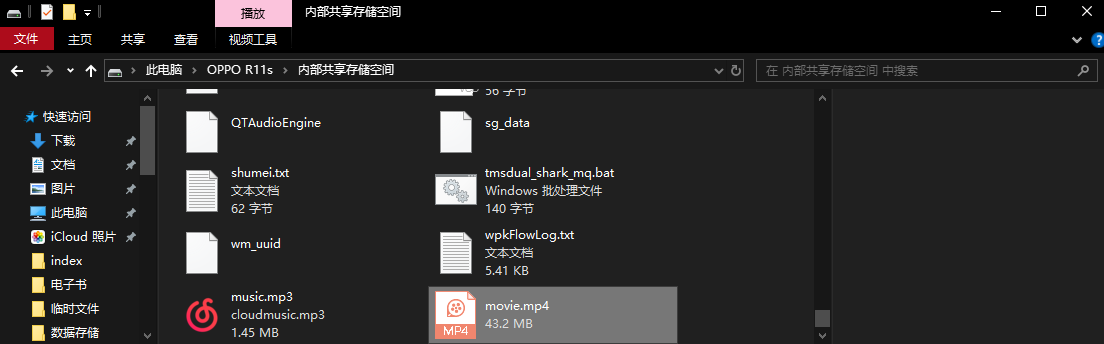 播放
内部共享存储空间
文件
主页
共享
查看
视频工具
此电脑
OPPO R11s
内部共享存储空间
在 内部共享存储空间 中搜索
快速访问
下载
文档
图片
此电脑
iCloud 照片
index
电子书
临时文件
数据存储
56 字节
QTAudioEngine
sg_data
shumei.txt
文本文档
62 字节
tmsdual_shark_mq.bat
Windows 批处理文件
140 字节
wm_uuid
wpkFlowLog.txt
文本文档
5.41 KB
music.mp3
cloudmusic.mp3
1.45 MB
MP4
movie.mp4
43.2 MB